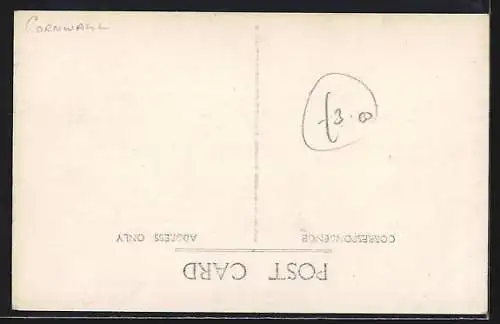 CORNWALL
£3.00
POST CARD
CORRESPONDENCE
ADDRESS ONLY